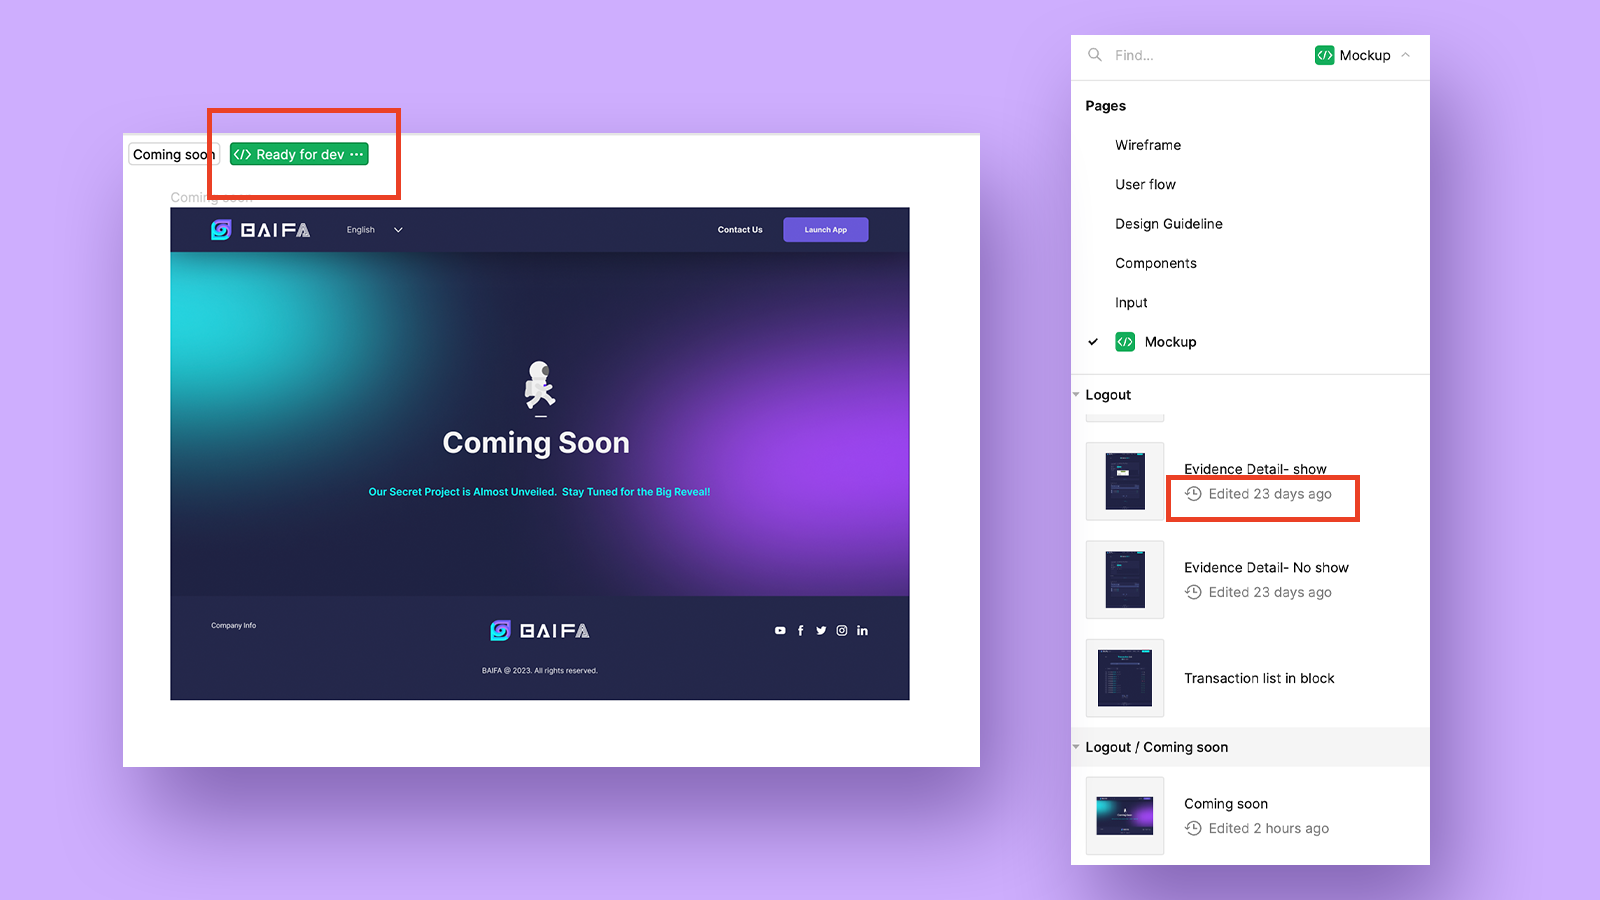 Coming soon
Ready for dev
Coming soon
BAIFA
English
Contact Us
Launch App
Coming Soon
Our Secret Project is Almost Unveiled. Stay Tuned for the Big Reveal!
Company Info
BAIFA
BAIFA @ 2023. All rights reserved.
Find...
Mockup
Pages
Wireframe
User flow
Design Guideline
Components
Input
Mockup
Logout
Evidence Detail- show
Edited 23 days ago
Evidence Detail- No show
Edited 23 days ago
Transaction list in block
Logout / Coming soon
Coming soon
Edited 2 hours ago